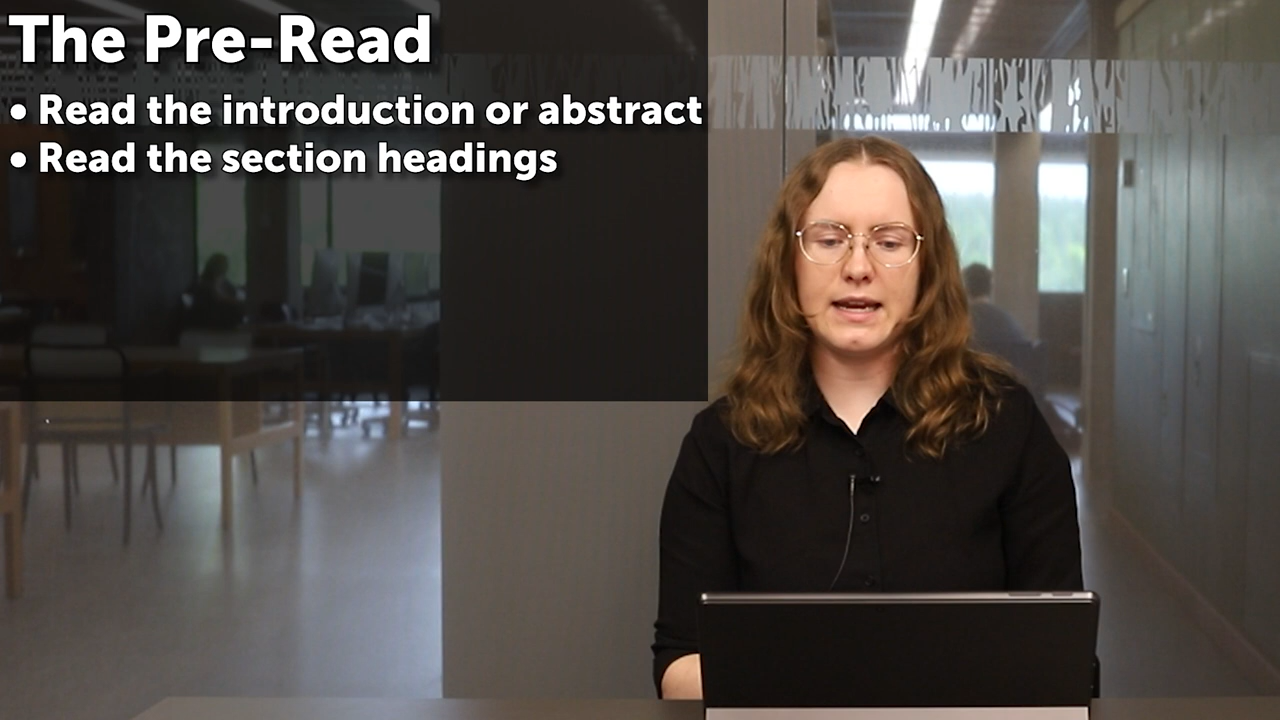 The Pre-Read
• Read the introduction or abstract
• Read the section headings